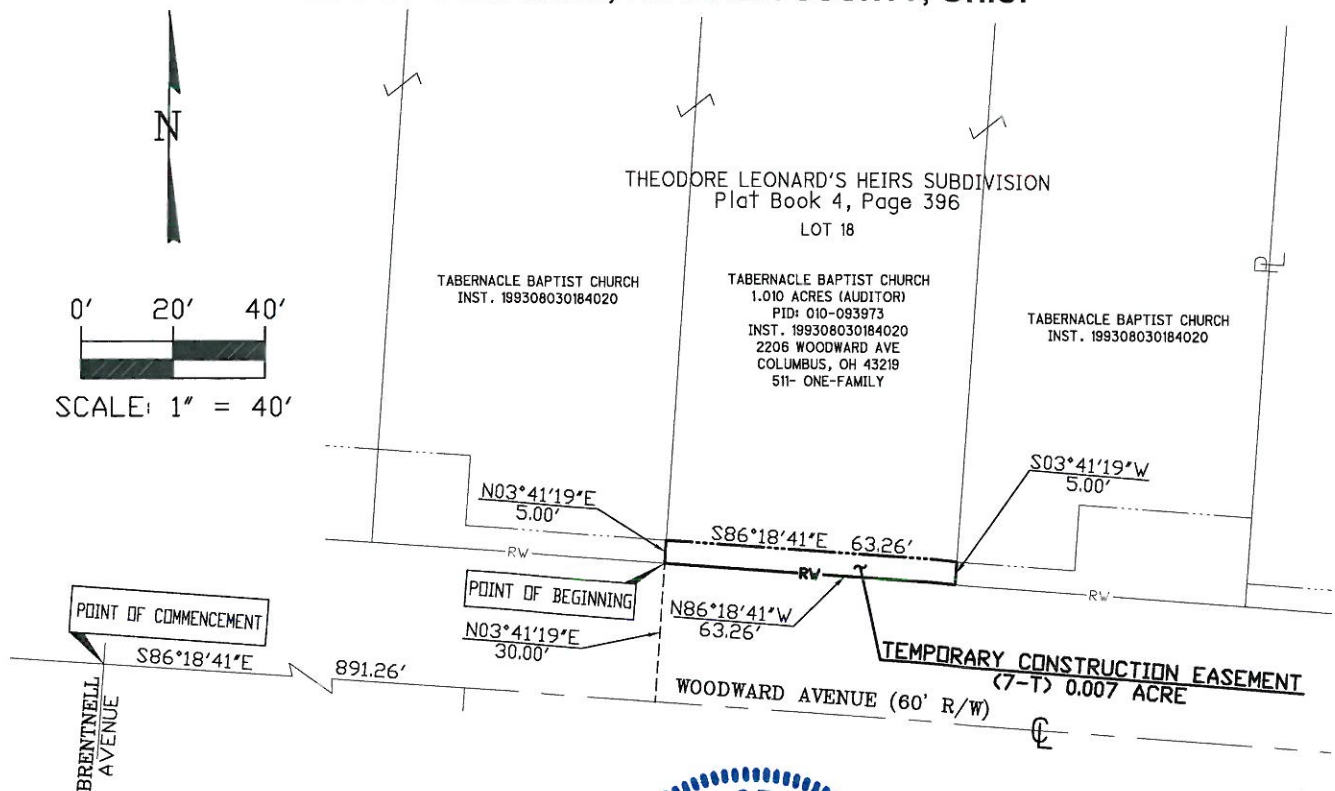 COUNTY, OHIO.
N
THEODORE LEONARD'S HEIRS SUBDIVISION
Plat Book 4, Page 396
LOT 18
TABERNACLE BAPTIST CHURCH
INST. 199308030184020
TABERNACLE BAPTIST CHURCH
1.010 ACRES (AUDITOR)
PID: 010-093973
INST. 199308030184020
2206 WOODWARD AVE
COLUMBUS, OH 43219
511- ONE-FAMILY
TABERNACLE BAPTIST CHURCH
INST. 199308030184020
PL
0' 20' 40'
SCALE: 1" = 40'
N03°41'19"E
5.00'
S86°18'41"E 63.26'
S03°41'19"W
5.00'
RW
RW
RW
POINT OF BEGINNING
N86°18'41"W
63.26'
POINT OF COMMENCEMENT
N03°41'19"E
30.00'
S86°18'41"E 891.26'
TEMPORARY CONSTRUCTION EASEMENT
(7-T) 0.007 ACRE
WOODWARD AVENUE (60' R/W)
CL
BRENTNELL
AVENUE